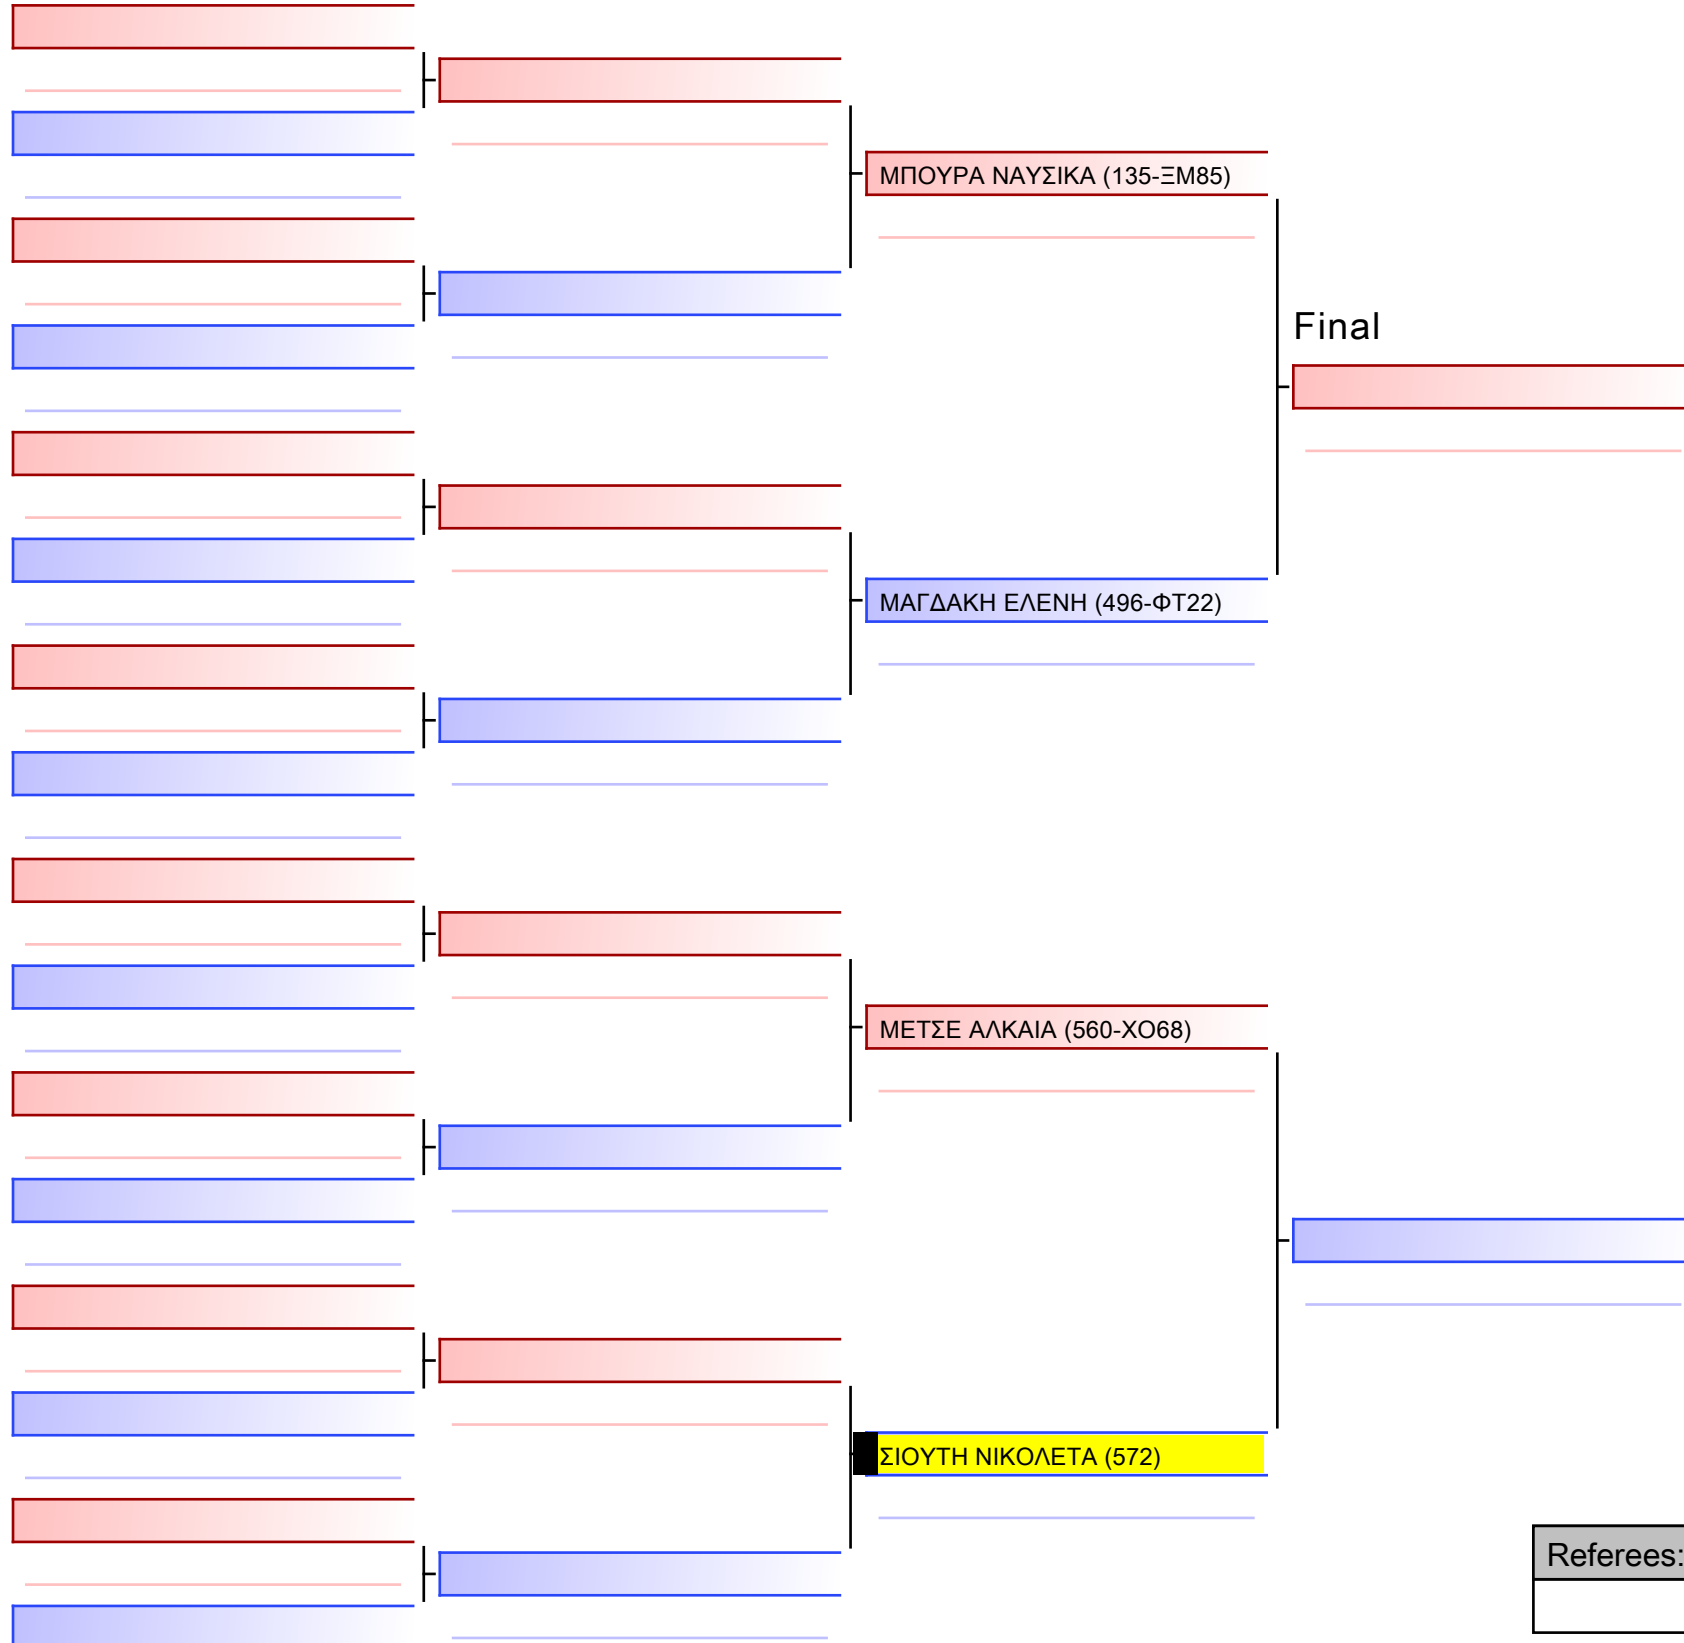 ΜΠΟΥΡΑ ΝΑΥΣΙΚΑ (135-ΞΜ85)
Final
ΜΑΓΔΑΚΗ ΕΛΕΝΗ (496-ΦΤ22)
ΜΕΤΣΕ ΑΛΚΑΙΑ (560-ΧΟ68)
ΣΙΟΥΤΗ ΝΙΚΟΛΕΤΑ (572)
Referees: